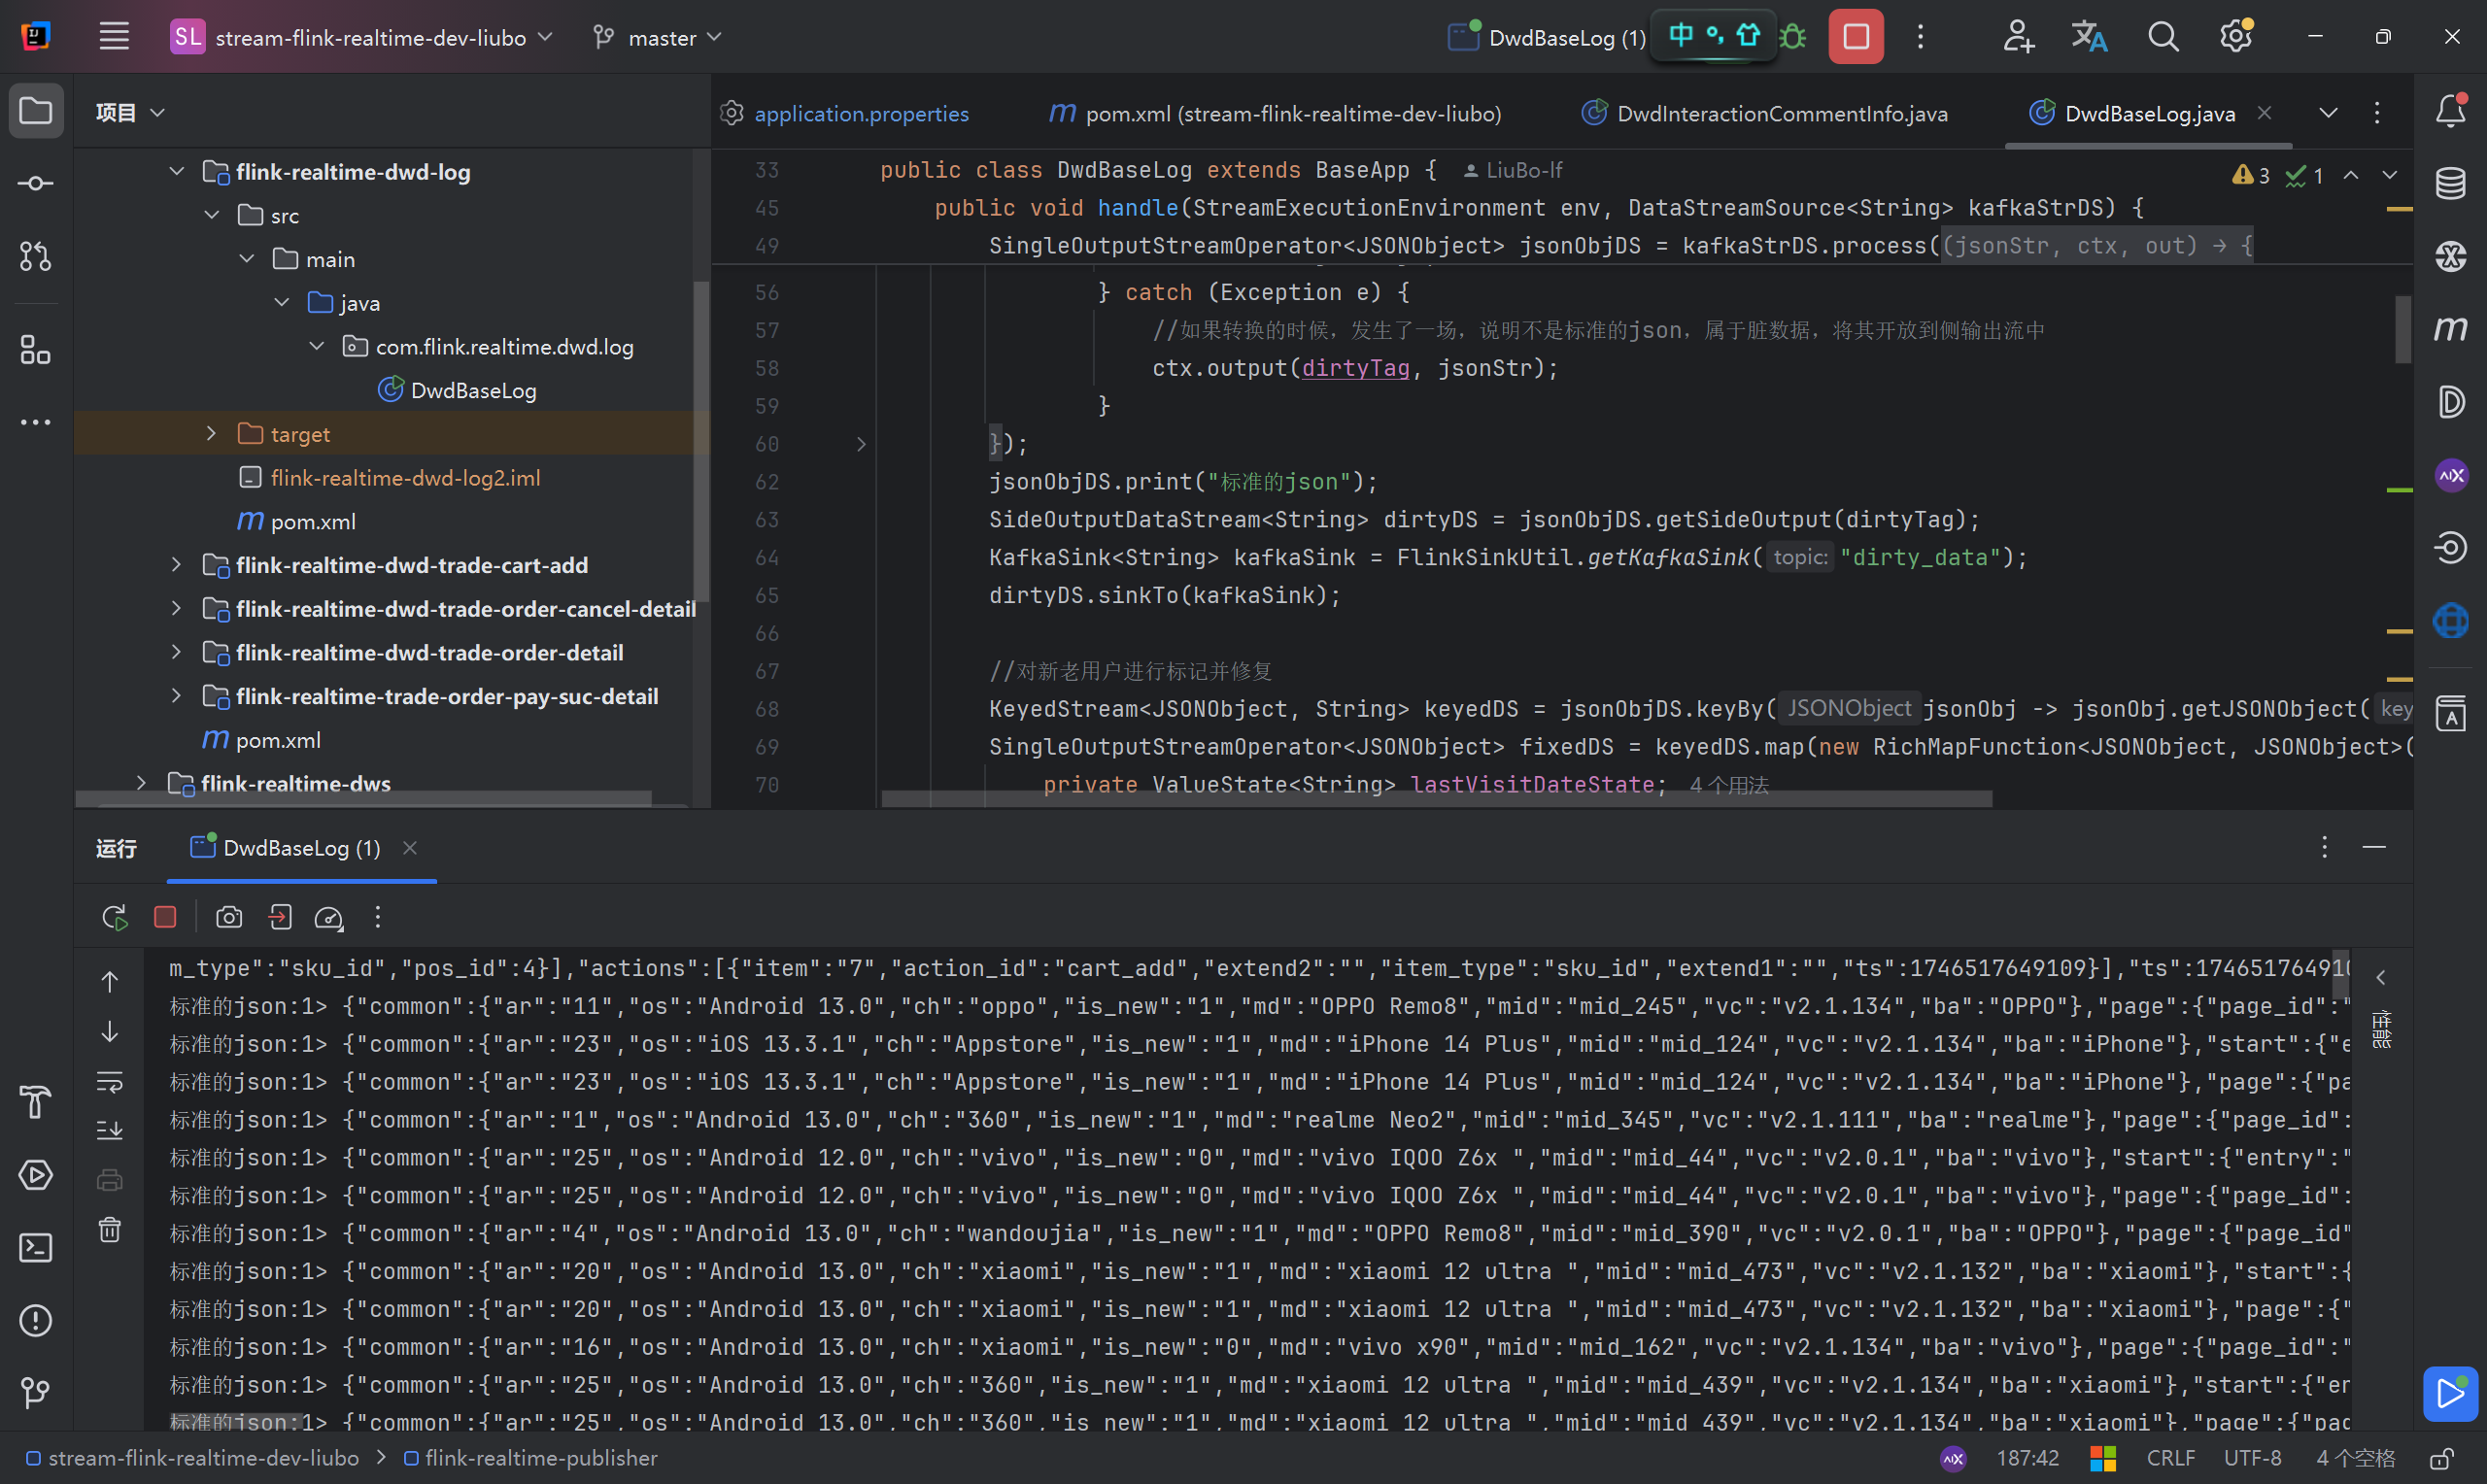 SL stream-flink-realtime-dev-liubo master DwdBaseLog (1) 中
项目
application.properties pom.xml (stream-flink-realtime-dev-liubo) DwdInteractionCommentInfo.java DwdBaseLog.java
flink-realtime-dwd-log
src
main
java
com.flink.realtime.dwd.log
DwdBaseLog
target
flink-realtime-dwd-log2.iml
pom.xml
flink-realtime-dwd-trade-cart-add
flink-realtime-dwd-trade-order-cancel-detail
flink-realtime-dwd-trade-order-detail
flink-realtime-trade-order-pay-suc-detail
pom.xml
flink-realtime-dws
33 public class DwdBaseLog extends BaseApp { LiuBo-lf 3 1
45 public void handle(StreamExecutionEnvironment env, DataStreamSource<String> kafkaStrDS) {
49 SingleOutputStreamOperator<JSONObject> jsonObjDS = kafkaStrDS.process((jsonStr, ctx, out) → {
56 } catch (Exception e) {
57 //如果转换的时候，发生了一场，说明不是标准的json，属于脏数据，将其开放到侧输出流中
58 ctx.output(dirtyTag, jsonStr);
59 }
60 });
62 jsonObjDS.print("标准的json");
63 SideOutputDataStream<String> dirtyDS = jsonObjDS.getSideOutput(dirtyTag);
64 KafkaSink<String> kafkaSink = FlinkSinkUtil.getKafkaSink( topic: "dirty_data");
65 dirtyDS.sinkTo(kafkaSink);
66
67 //对新老用户进行标记并修复
68 KeyedStream<JSONObject, String> keyedDS = jsonObjDS.keyBy( JSONObject jsonObj -> jsonObj.getJSONObject( key
69 SingleOutputStreamOperator<JSONObject> fixedDS = keyedDS.map(new RichMapFunction<JSONObject, JSONObject>(
70 private ValueState<String> lastVisitDateState; 4 个用法
运行 DwdBaseLog (1)
m_type":"sku_id","pos_id":4}],"actions":[{"item":"7","action_id":"cart_add","extend2":"","item_type":"sku_id","extend1":"","ts":1746517649109}],"ts":174651764910
标准的json:1> {"common":{"ar":"11","os":"Android 13.0","ch":"oppo","is_new":"1","md":"OPPO Remo8","mid":"mid_245","vc":"v2.1.134","ba":"OPPO"},"page":{"page_id":"
标准的json:1> {"common":{"ar":"23","os":"iOS 13.3.1","ch":"Appstore","is_new":"1","md":"iPhone 14 Plus","mid":"mid_124","vc":"v2.1.134","ba":"iPhone"},"start":{"e
标准的json:1> {"common":{"ar":"23","os":"iOS 13.3.1","ch":"Appstore","is_new":"1","md":"iPhone 14 Plus","mid":"mid_124","vc":"v2.1.134","ba":"iPhone"},"page":{"pa
标准的json:1> {"common":{"ar":"1","os":"Android 13.0","ch":"360","is_new":"1","md":"realme Neo2","mid":"mid_345","vc":"v2.1.111","ba":"realme"},"page":{"page_id":
标准的json:1> {"common":{"ar":"25","os":"Android 12.0","ch":"vivo","is_new":"0","md":"vivo IQOO Z6x ","mid":"mid_44","vc":"v2.0.1","ba":"vivo"},"start":{"entry":"
标准的json:1> {"common":{"ar":"25","os":"Android 12.0","ch":"vivo","is_new":"0","md":"vivo IQOO Z6x ","mid":"mid_44","vc":"v2.0.1","ba":"vivo"},"page":{"page_id":
标准的json:1> {"common":{"ar":"4","os":"Android 13.0","ch":"wandoujia","is_new":"1","md":"OPPO Remo8","mid":"mid_390","vc":"v2.0.1","ba":"OPPO"},"page":{"page_id"
标准的json:1> {"common":{"ar":"20","os":"Android 13.0","ch":"xiaomi","is_new":"1","md":"xiaomi 12 ultra ","mid":"mid_473","vc":"v2.1.132","ba":"xiaomi"},"start":{
标准的json:1> {"common":{"ar":"20","os":"Android 13.0","ch":"xiaomi","is_new":"1","md":"xiaomi 12 ultra ","mid":"mid_473","vc":"v2.1.132","ba":"xiaomi"},"page":{"
标准的json:1> {"common":{"ar":"16","os":"Android 13.0","ch":"xiaomi","is_new":"0","md":"vivo x90","mid":"mid_162","vc":"v2.1.134","ba":"vivo"},"page":{"page_id":"
标准的json:1> {"common":{"ar":"25","os":"Android 13.0","ch":"360","is_new":"1","md":"xiaomi 12 ultra ","mid":"mid_439","vc":"v2.1.134","ba":"xiaomi"},"start":{"en
标准的json:1> {"common":{"ar":"25","os":"Android 13.0","ch":"360","is_new":"1","md":"xiaomi 12 ultra ","mid":"mid_439","vc":"v2.1.134","ba":"xiaomi"},"page":{"pag
性能
stream-flink-realtime-dev-liubo > flink-realtime-publisher 187:42 CRLF UTF-8 4 个空格